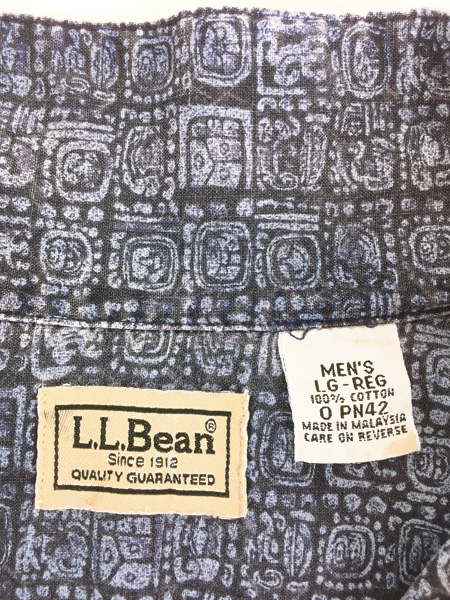 L.L.Bean®
Since 1912
QUALITY GUARANTEED
MEN'S
LG-REG
100% COTTON
0 PN42
MADE IN MALAYSIA
CARE ON REVERSE